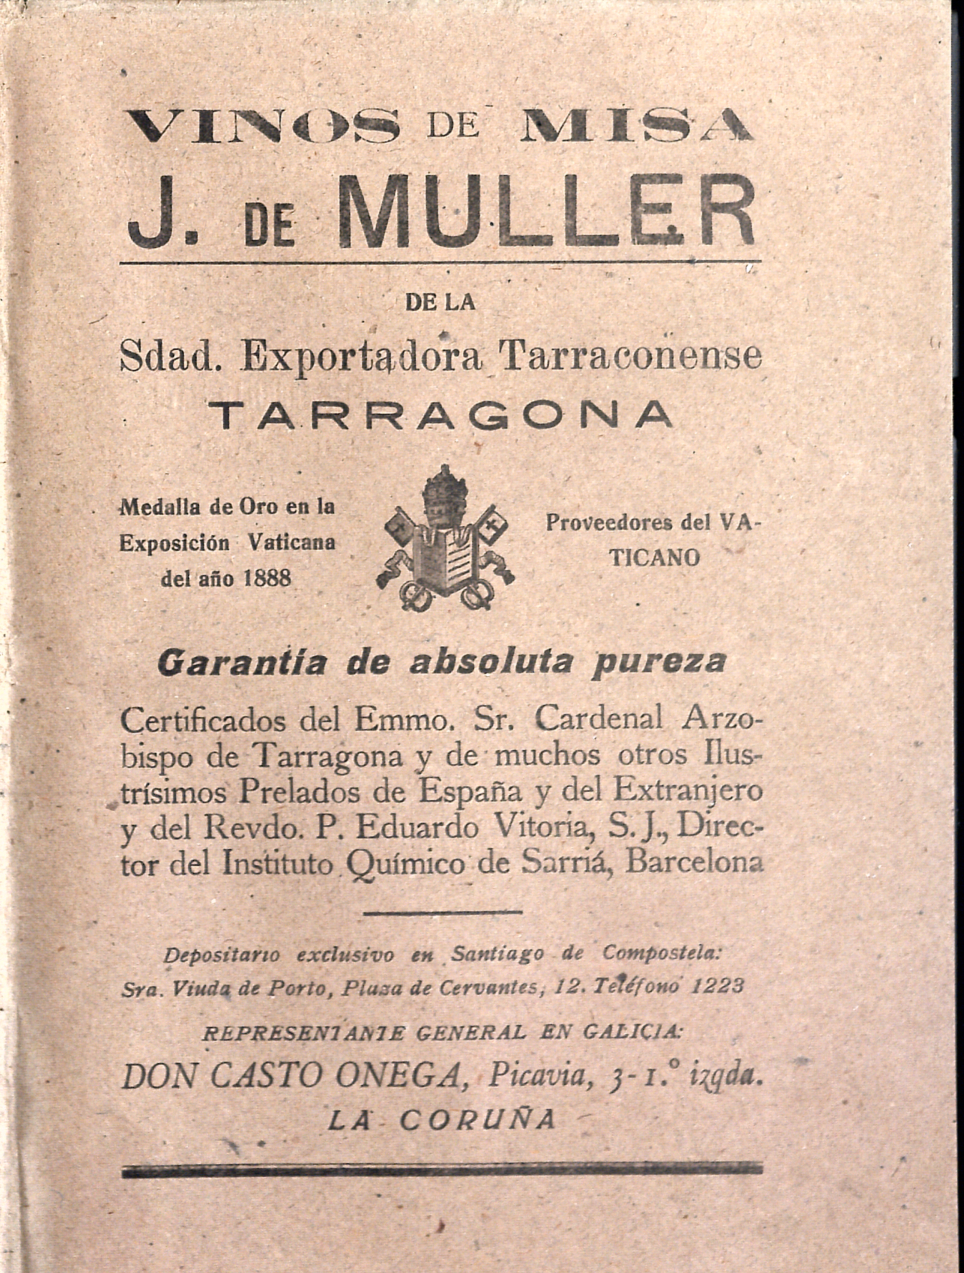 VINOS DE MISA
J. DE MULLER
DE LA
Sdad. Exportadora Tarraconense
TARRAGONA
Medalla de Oro en la
Exposición Vaticana
del año 1888
Proveedores del VA-
TICANO
Garantía de absoluta pureza
Certificados del Emmo. Sr. Cardenal Arzo-
bispo de Tarragona y de muchos otros Ilus-
trísimos Prelados de España y del Extranjero
y del Revdo. P. Eduardo Vitoria, S. J., Direc-
tor del Instituto Químico de Sarriá, Barcelona
Depositario exclusivo en Santiago de Compostela:
Sra. Viuda de Porto, Plaza de Cervantes, 12. Teléfono 1223
REPRESENTANTE GENERAL EN GALICIA:
DON CASTO ONEGA, Picavia, 3-1.º izqda.
LA CORUÑA